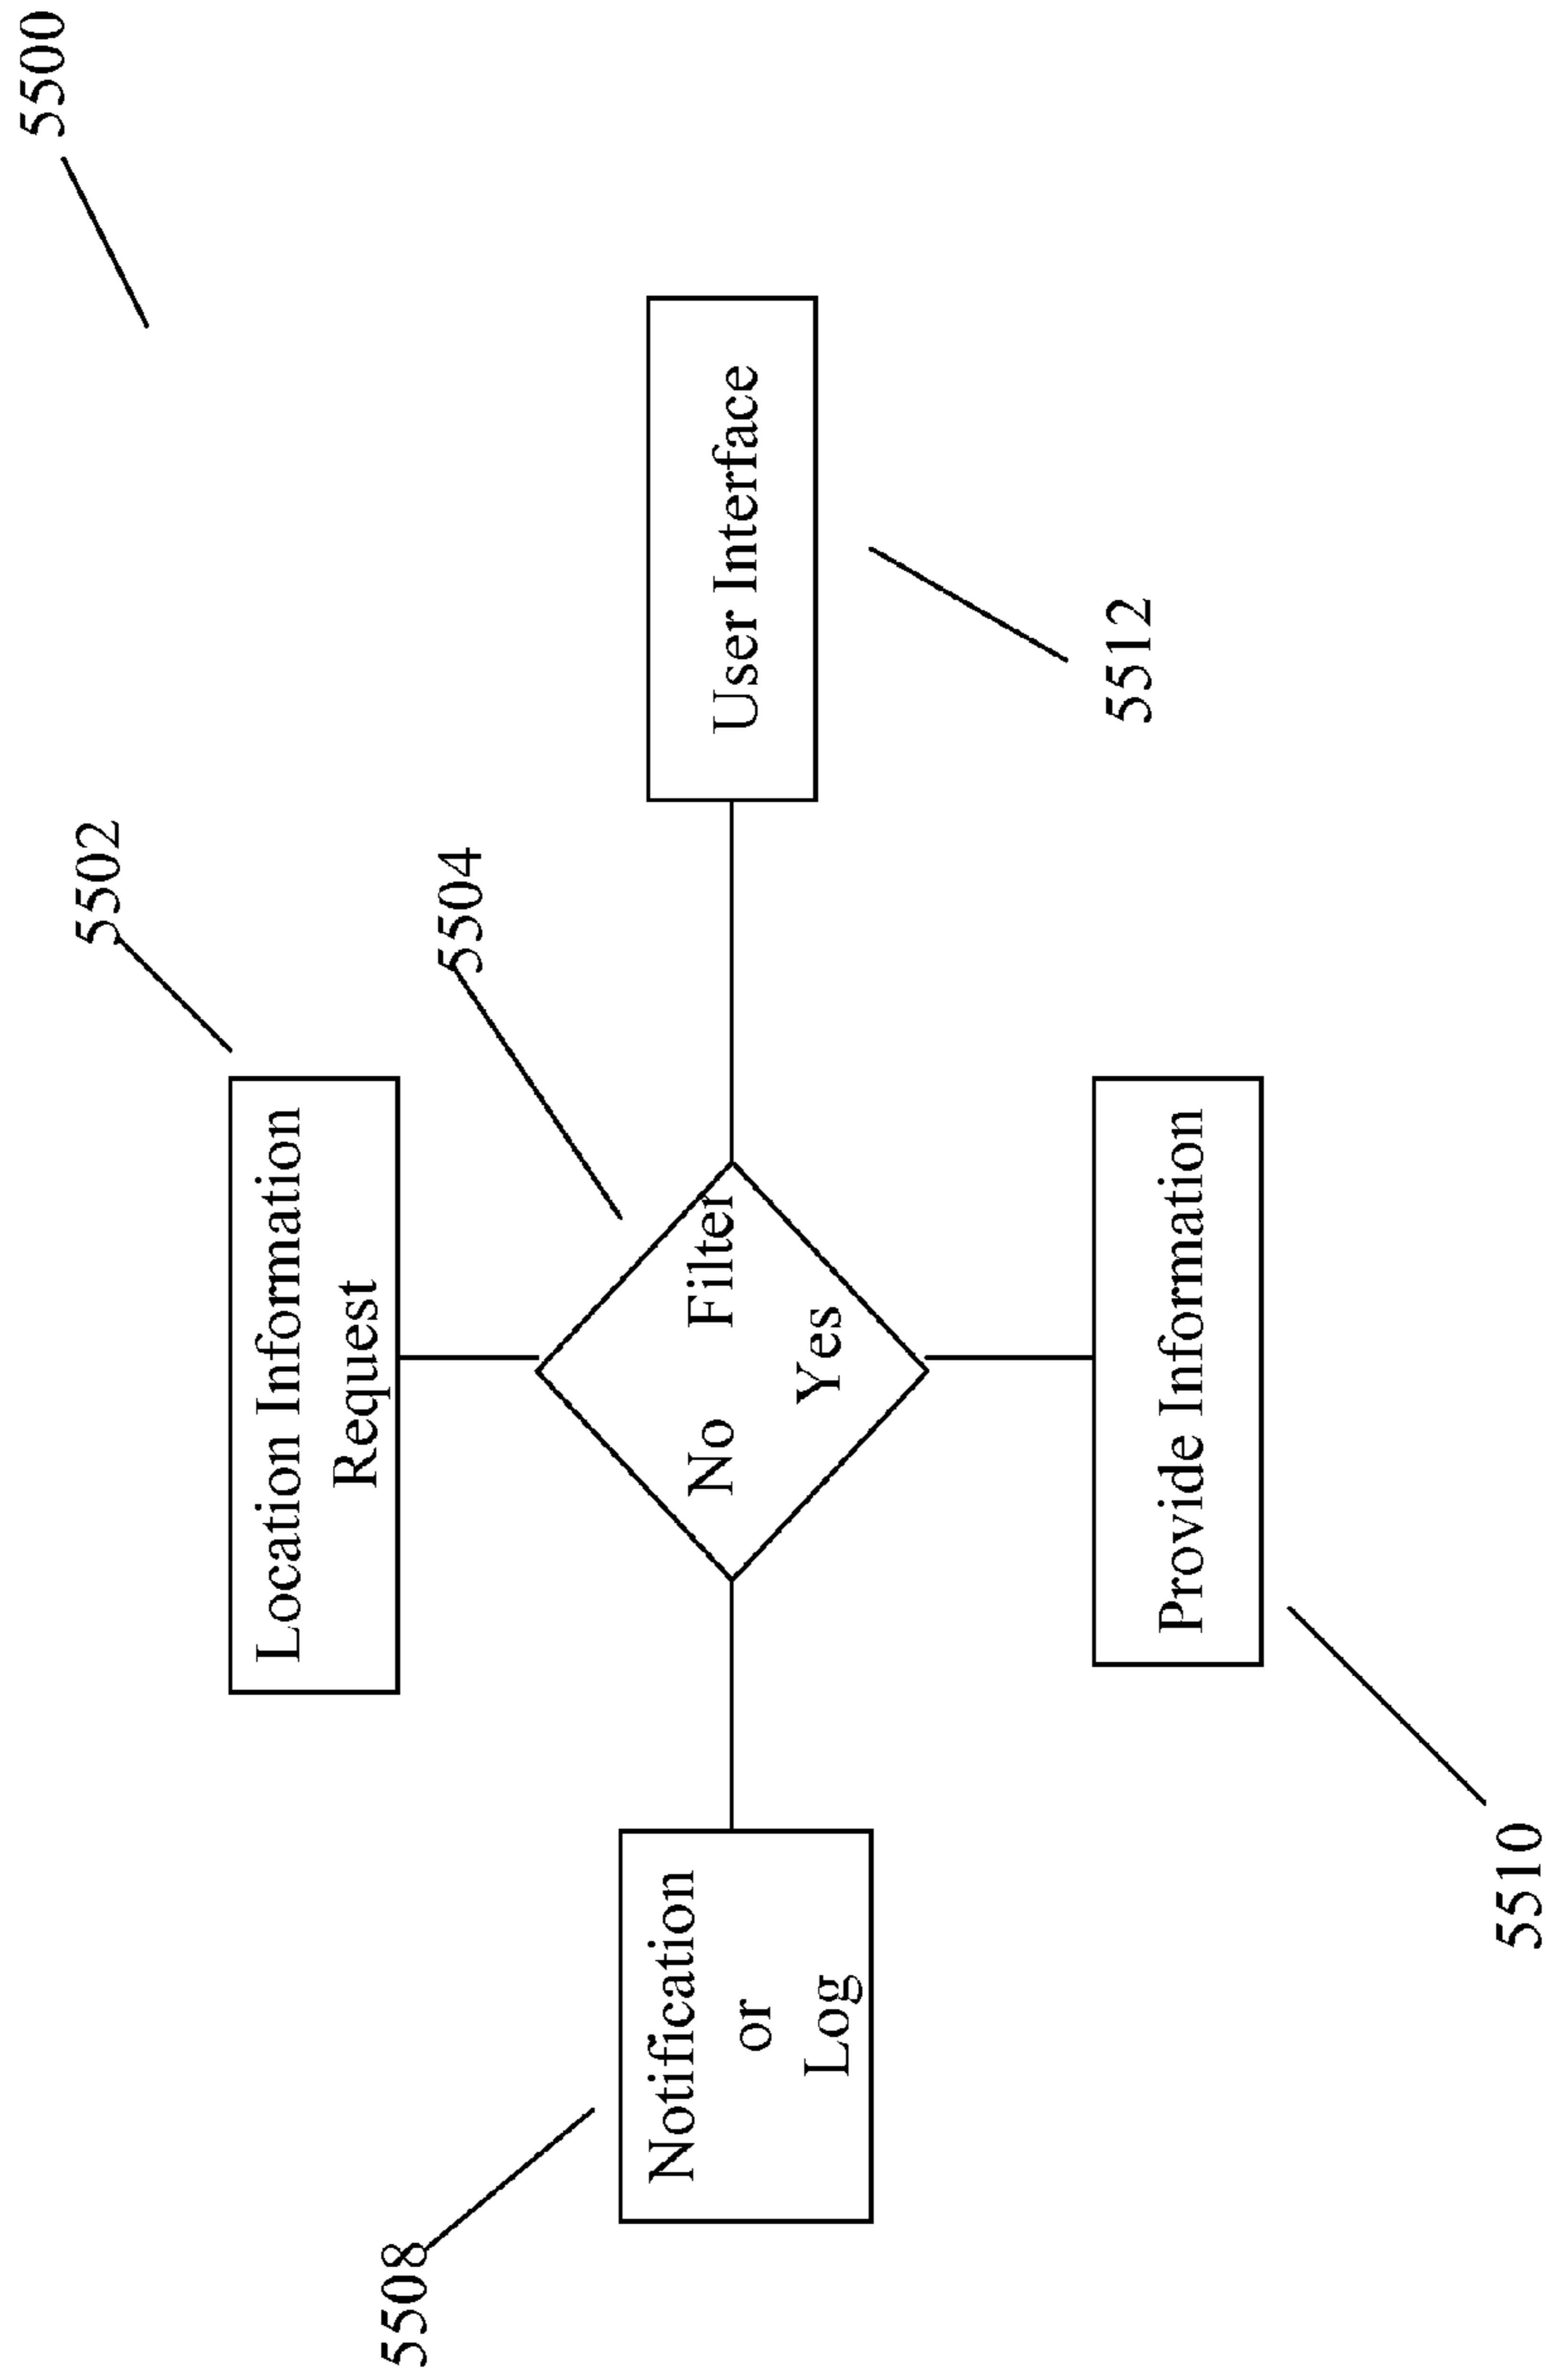 5500
5502
Location Information
Request
5504
No Filter
Yes
User Interface
5512
5508
Notification
or
Log
Provide Information
5510